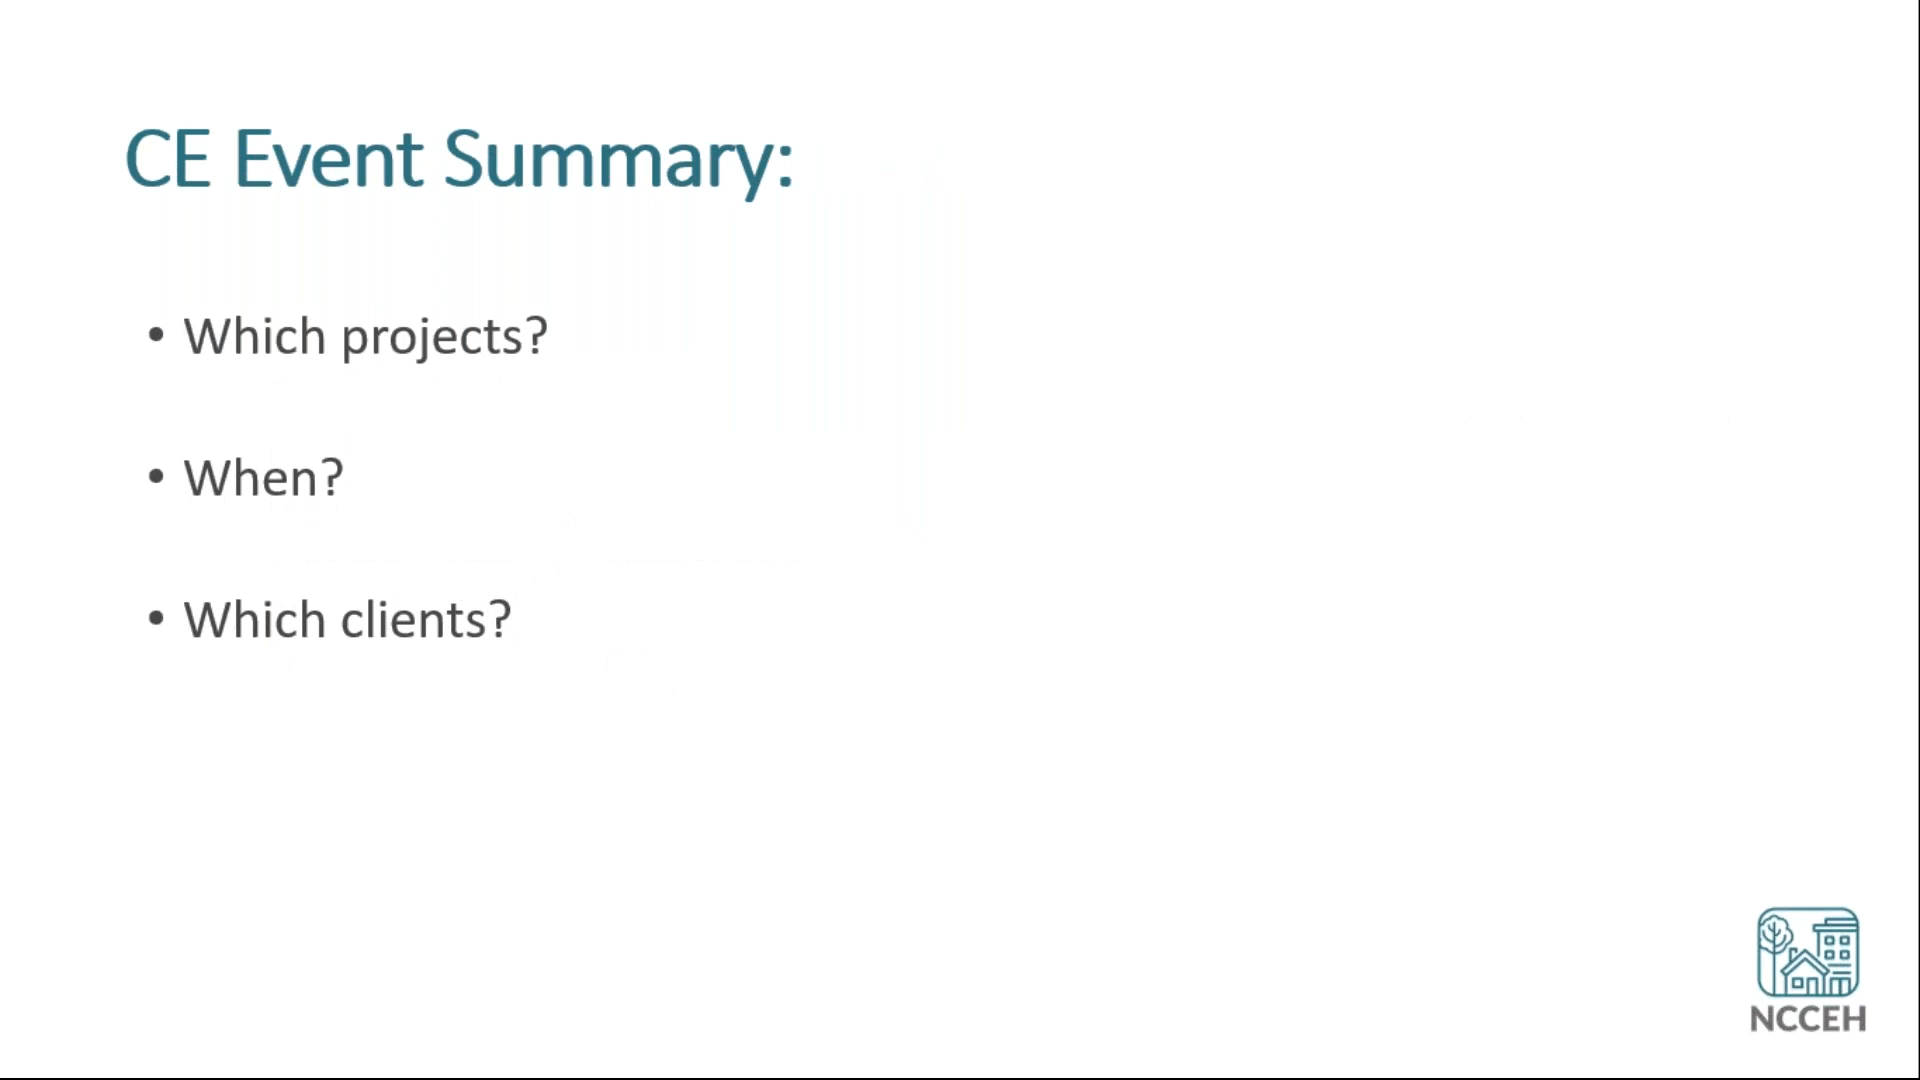 CE Event Summary:
• Which projects?
• When?
• Which clients?
NCCEH